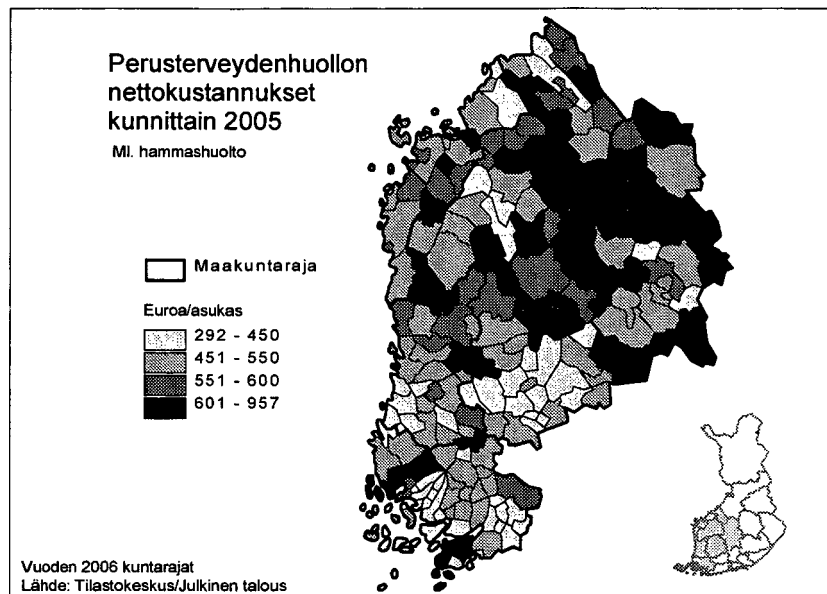 Perusterveydenhuollon
nettokustannukset
kunnittain 2005
Ml. hammashuolto
Maakuntaraja
Euroa/asukas
292 - 450
451 - 550
551 - 600
601 - 957
Vuoden 2006 kuntarajat
Lähde: Tilastokeskus/Julkinen talous